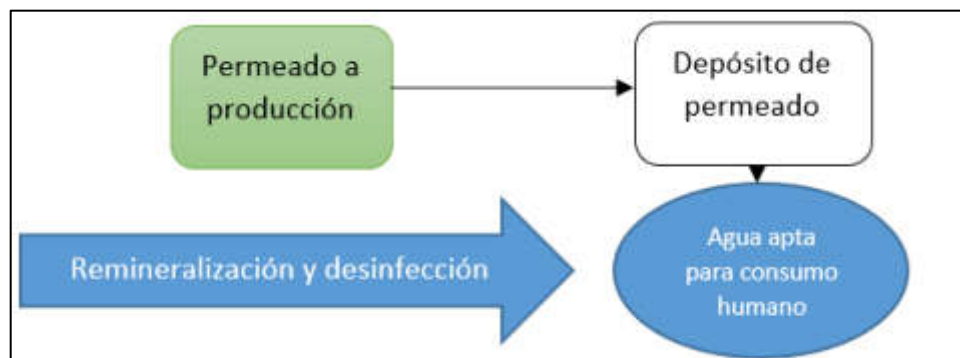 Permeado a
producción
Depósito de
permeado
Remineralización y desinfección
Agua apta
para consumo
humano